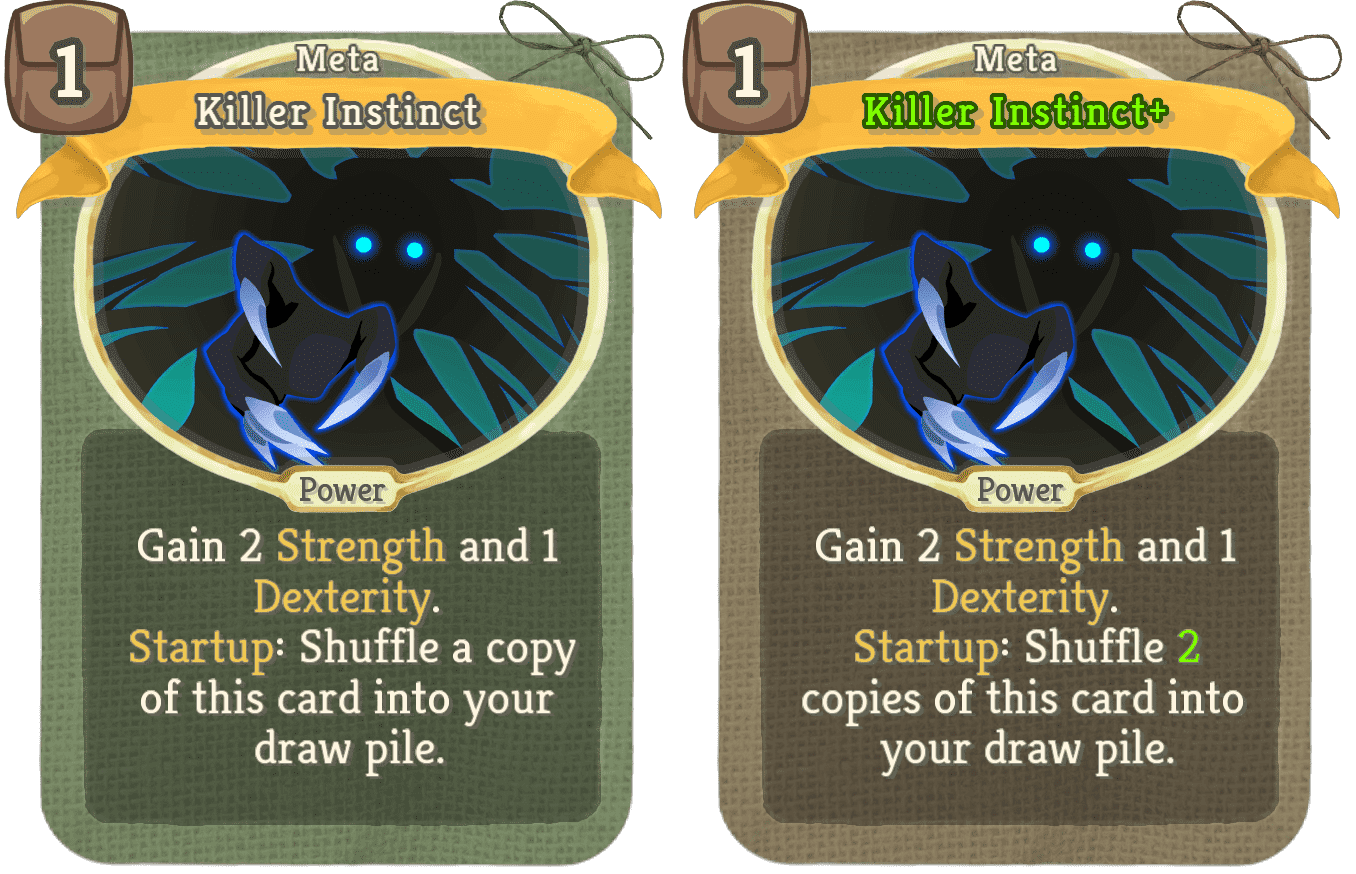 1
Meta
Killer Instinct
Power
Gain 2 Strength and 1
Dexterity.
Startup: Shuffle a copy
of this card into your
draw pile.
1
Meta
Killer Instinct+
Power
Gain 2 Strength and 1
Dexterity.
Startup: Shuffle 2
copies of this card into
your draw pile.